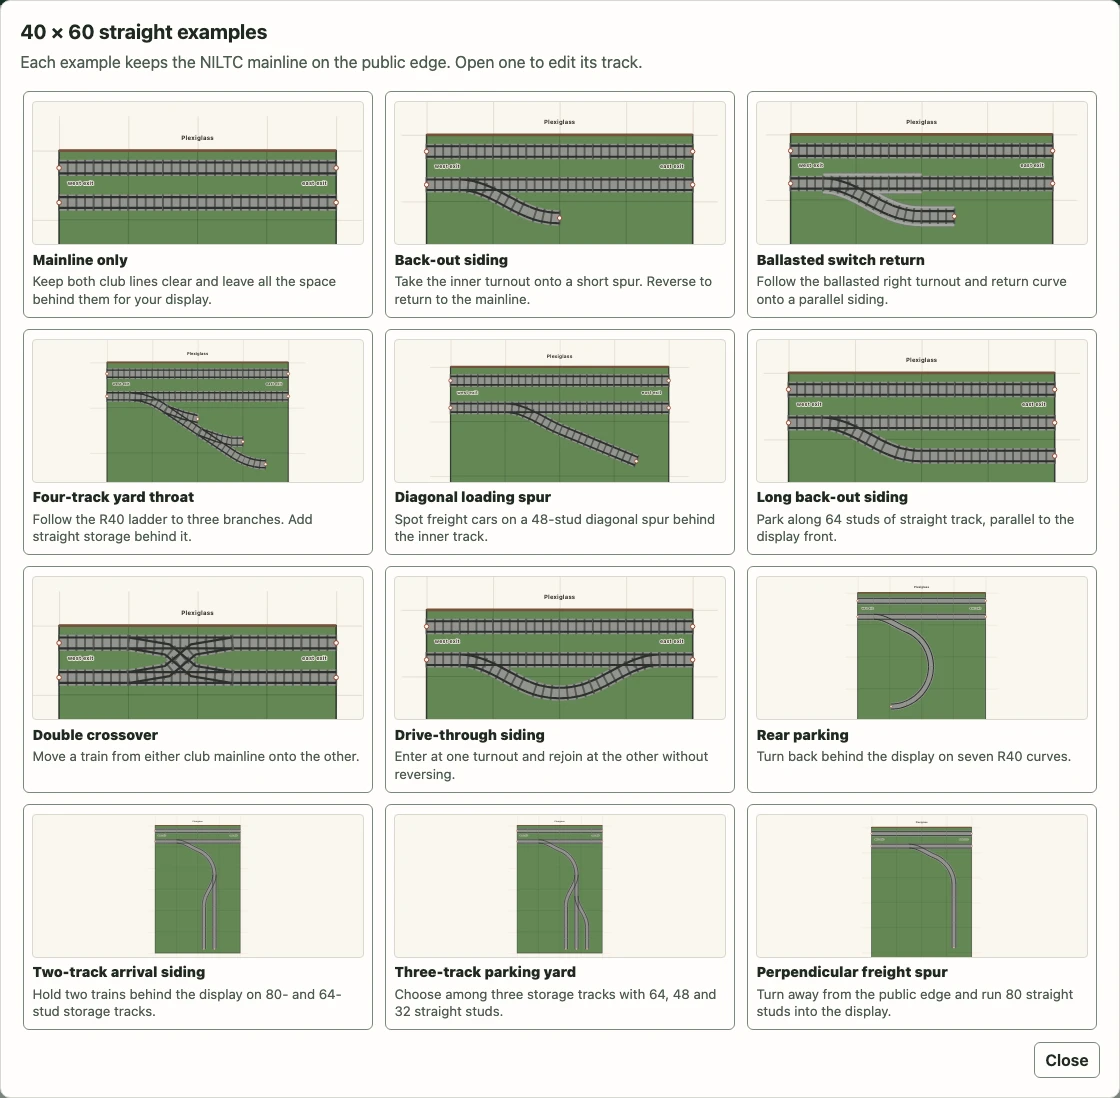 40 × 60 straight examples
Each example keeps the NILTC mainline on the public edge. Open one to edit its track.
Plexiglass
west exit
east exit
Mainline only
Keep both club lines clear and leave all the space
behind them for your display.
Plexiglass
west exit
east exit
Back-out siding
Take the inner turnout onto a short spur. Reverse to
return to the mainline.
Plexiglass
west exit
east exit
Ballasted switch return
Follow the ballasted right turnout and return curve
onto a parallel siding.
Plexiglass
west exit
east exit
Four-track yard throat
Follow the R40 ladder to three branches. Add
straight storage behind it.
Plexiglass
west exit
east exit
Diagonal loading spur
Spot freight cars on a 48-stud diagonal spur behind
the inner track.
Plexiglass
west exit
east exit
Long back-out siding
Park along 64 studs of straight track, parallel to the
display front.
Plexiglass
west exit
east exit
Double crossover
Move a train from either club mainline onto the other.
Plexiglass
west exit
east exit
Drive-through siding
Enter at one turnout and rejoin at the other without
reversing.
Plexiglass
Rear parking
Turn back behind the display on seven R40 curves.
Two-track arrival siding
Hold two trains behind the display on 80- and 64-
stud storage tracks.
Three-track parking yard
Choose among three storage tracks with 64, 48 and
32 straight studs.
Plexiglass
Perpendicular freight spur
Turn away from the public edge and run 80 straight
studs into the display.
Close